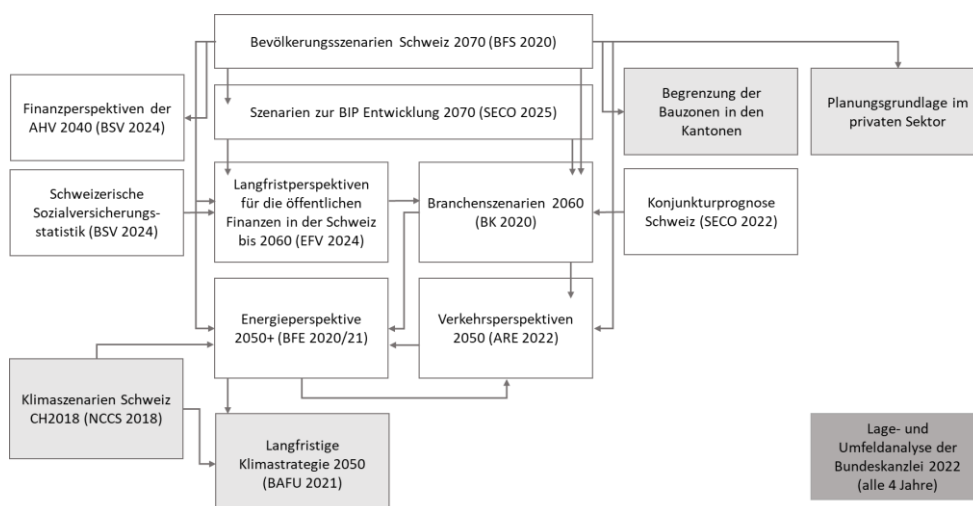 Bevölkerungsszenarien Schweiz 2070 (BFS 2020)
Finanzperspektiven der
AHV 2040 (BSV 2024)
Szenarien zur BIP Entwicklung 2070 (SECO 2025)
Begrenzung der
Bauzonen in den
Kantonen
Planungsgrundlage im
privaten Sektor
Schweizerische
Sozialversicherungs-
statistik (BSV 2024)
Langfristperspektiven
für die öffentlichen
Finanzen in der Schweiz
bis 2060 (EFV 2024)
Branchenszenarien 2060
(BK 2020)
Konjunkturprognose
Schweiz (SECO 2022)
Energieperspektive
2050+ (BFE 2020/21)
Verkehrsperspektiven
2050 (ARE 2022)
Klimaszenarien Schweiz
CH2018 (NCCS 2018)
Langfristige
Klimastrategie 2050
(BAFU 2021)
Lage- und
Umfeldanalyse der
Bundeskanzlei 2022
(alle 4 Jahre)